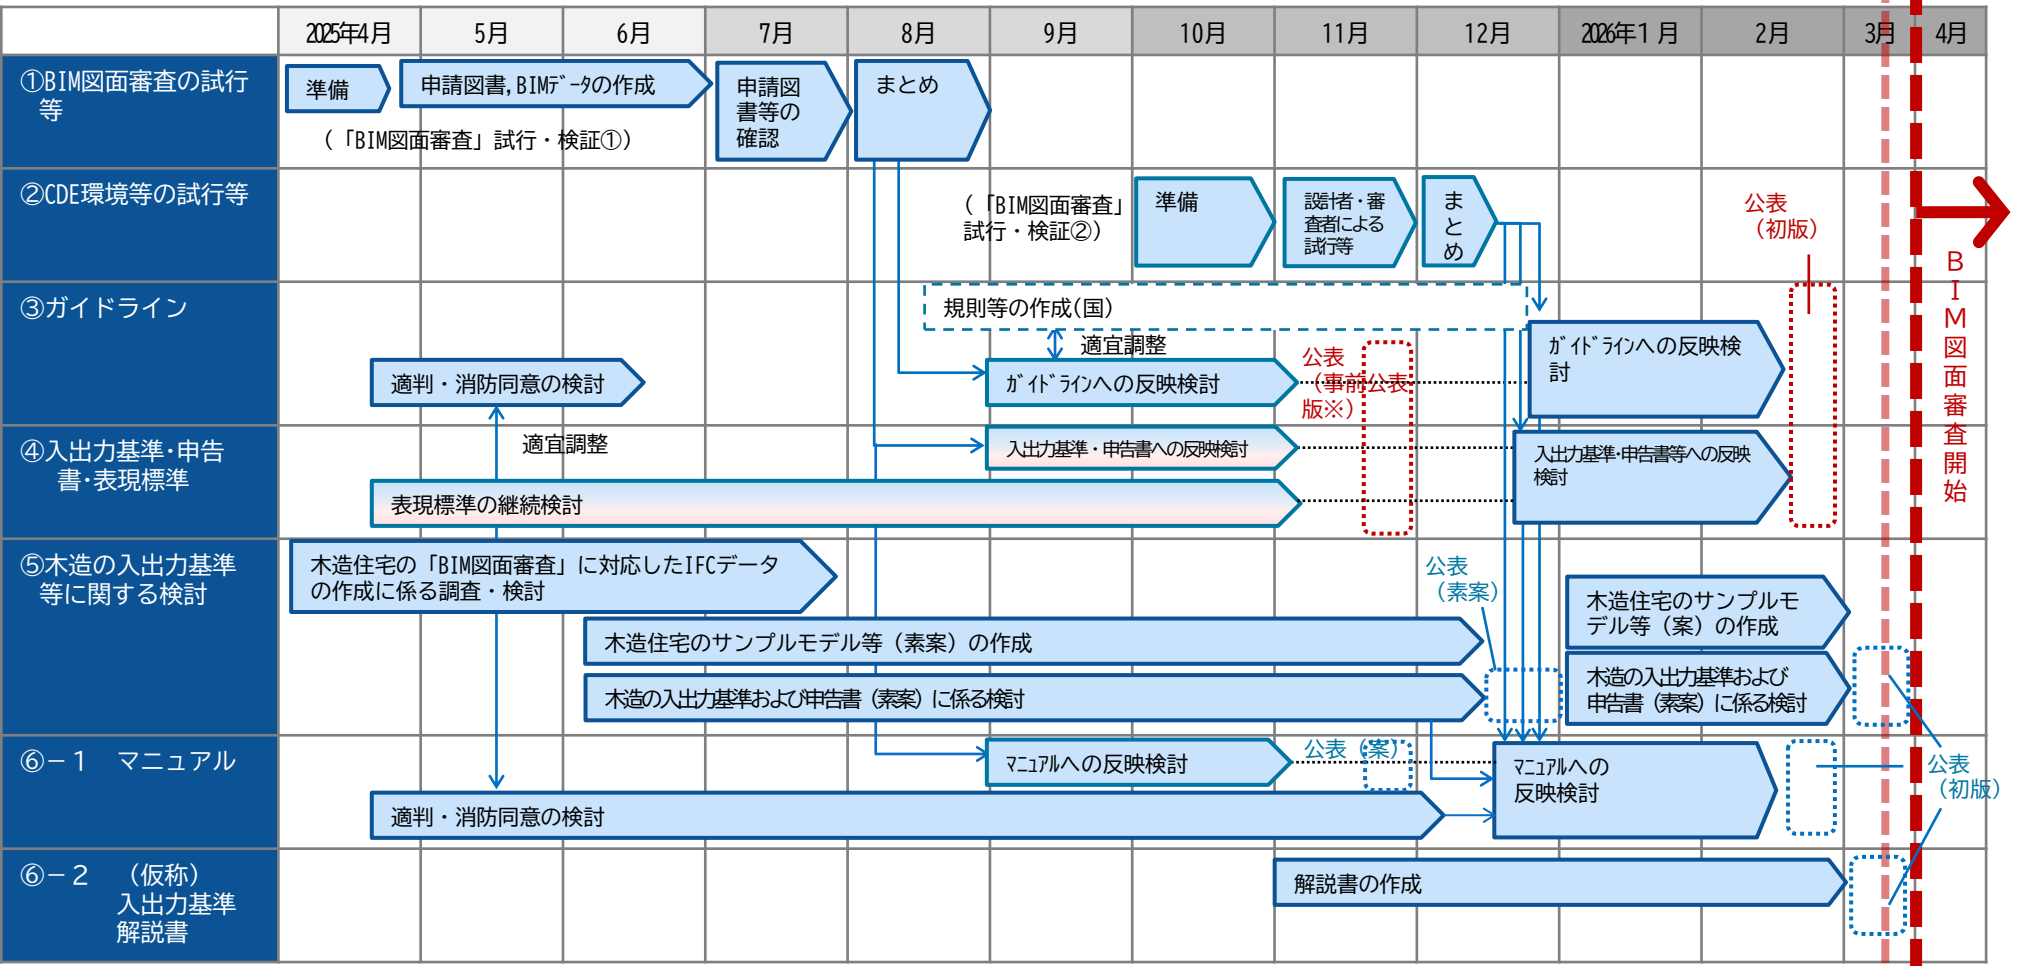 2025年4月
5月
6月
7月
8月
9月
10月
11月
12月
2026年1月
2月
3月
4月
①BIM図面審査の試行
等
準備
申請図書,BIMデータの作成
申請図
書等の
確認
まとめ
(「BIM図面審査」試行・検証①)
②CDE環境等の試行等
(「BIM図面審査」
試行・検証②)
準備
設計者・審
査者による
試行等
ま
と
め
公表
(初版)
B
I
M
図
面
審
査
開
始
③ガイドライン
規則等の作成(国)
適宜調整
適判・消防同意の検討
ガイドラインへの反映検討
公表
(事前公表
版※)
ガイドラインへの反映検
討
適宜調整
④入出力基準・申告
書・表現標準
入出力基準・申告書への反映検討
入出力基準・申告書等への反映
検討
表現標準の継続検討
⑤木造の入出力基準
等に関する検討
木造住宅の「BIM図面審査」に対応したIFCデータ
の作成に係る調査・検討
公表
(素案)
木造住宅のサンプルモ
デル等(案)の作成
木造住宅のサンプルモデル等(素案)の作成
木造の入出力基準および申告書(素案)に係る検討
木造の入出力基準および
申告書(素案)に係る検討
⑥-1 マニュアル
マニュアルへの反映検討
公表(案)
マニュアルへの
反映検討
公表
(初版)
適判・消防同意の検討
⑥-2 (仮称)
入出力基準
解説書
解説書の作成